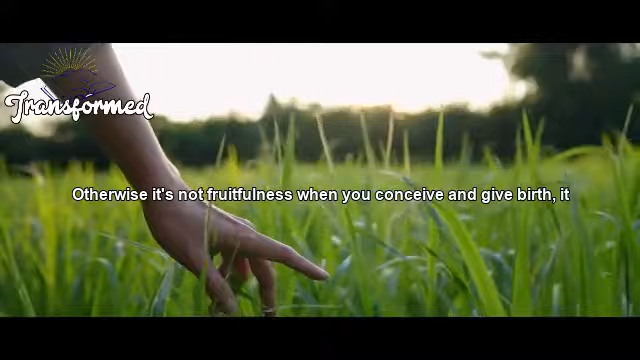 Transformed
Otherwise it's not fruitfulness when you conceive and give birth, it